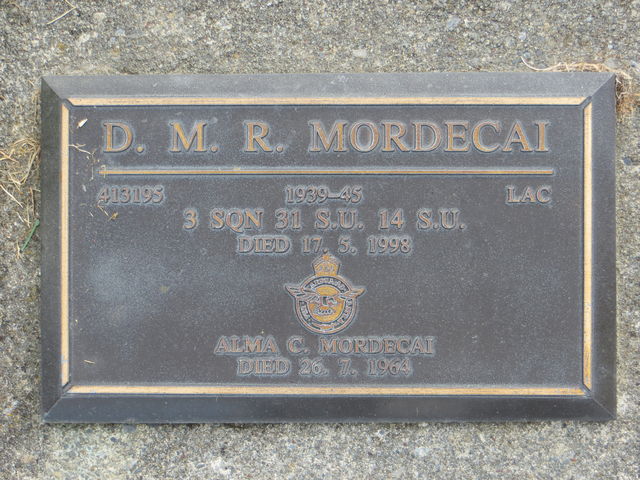 D. M. R. MORDECAI
413195 1939-45 LAC
3 SQN 31 S.U. 14 S.U.
DIED 17. 5. 1998
ALMA C. MORDECAI
DIED 26. 7. 1964